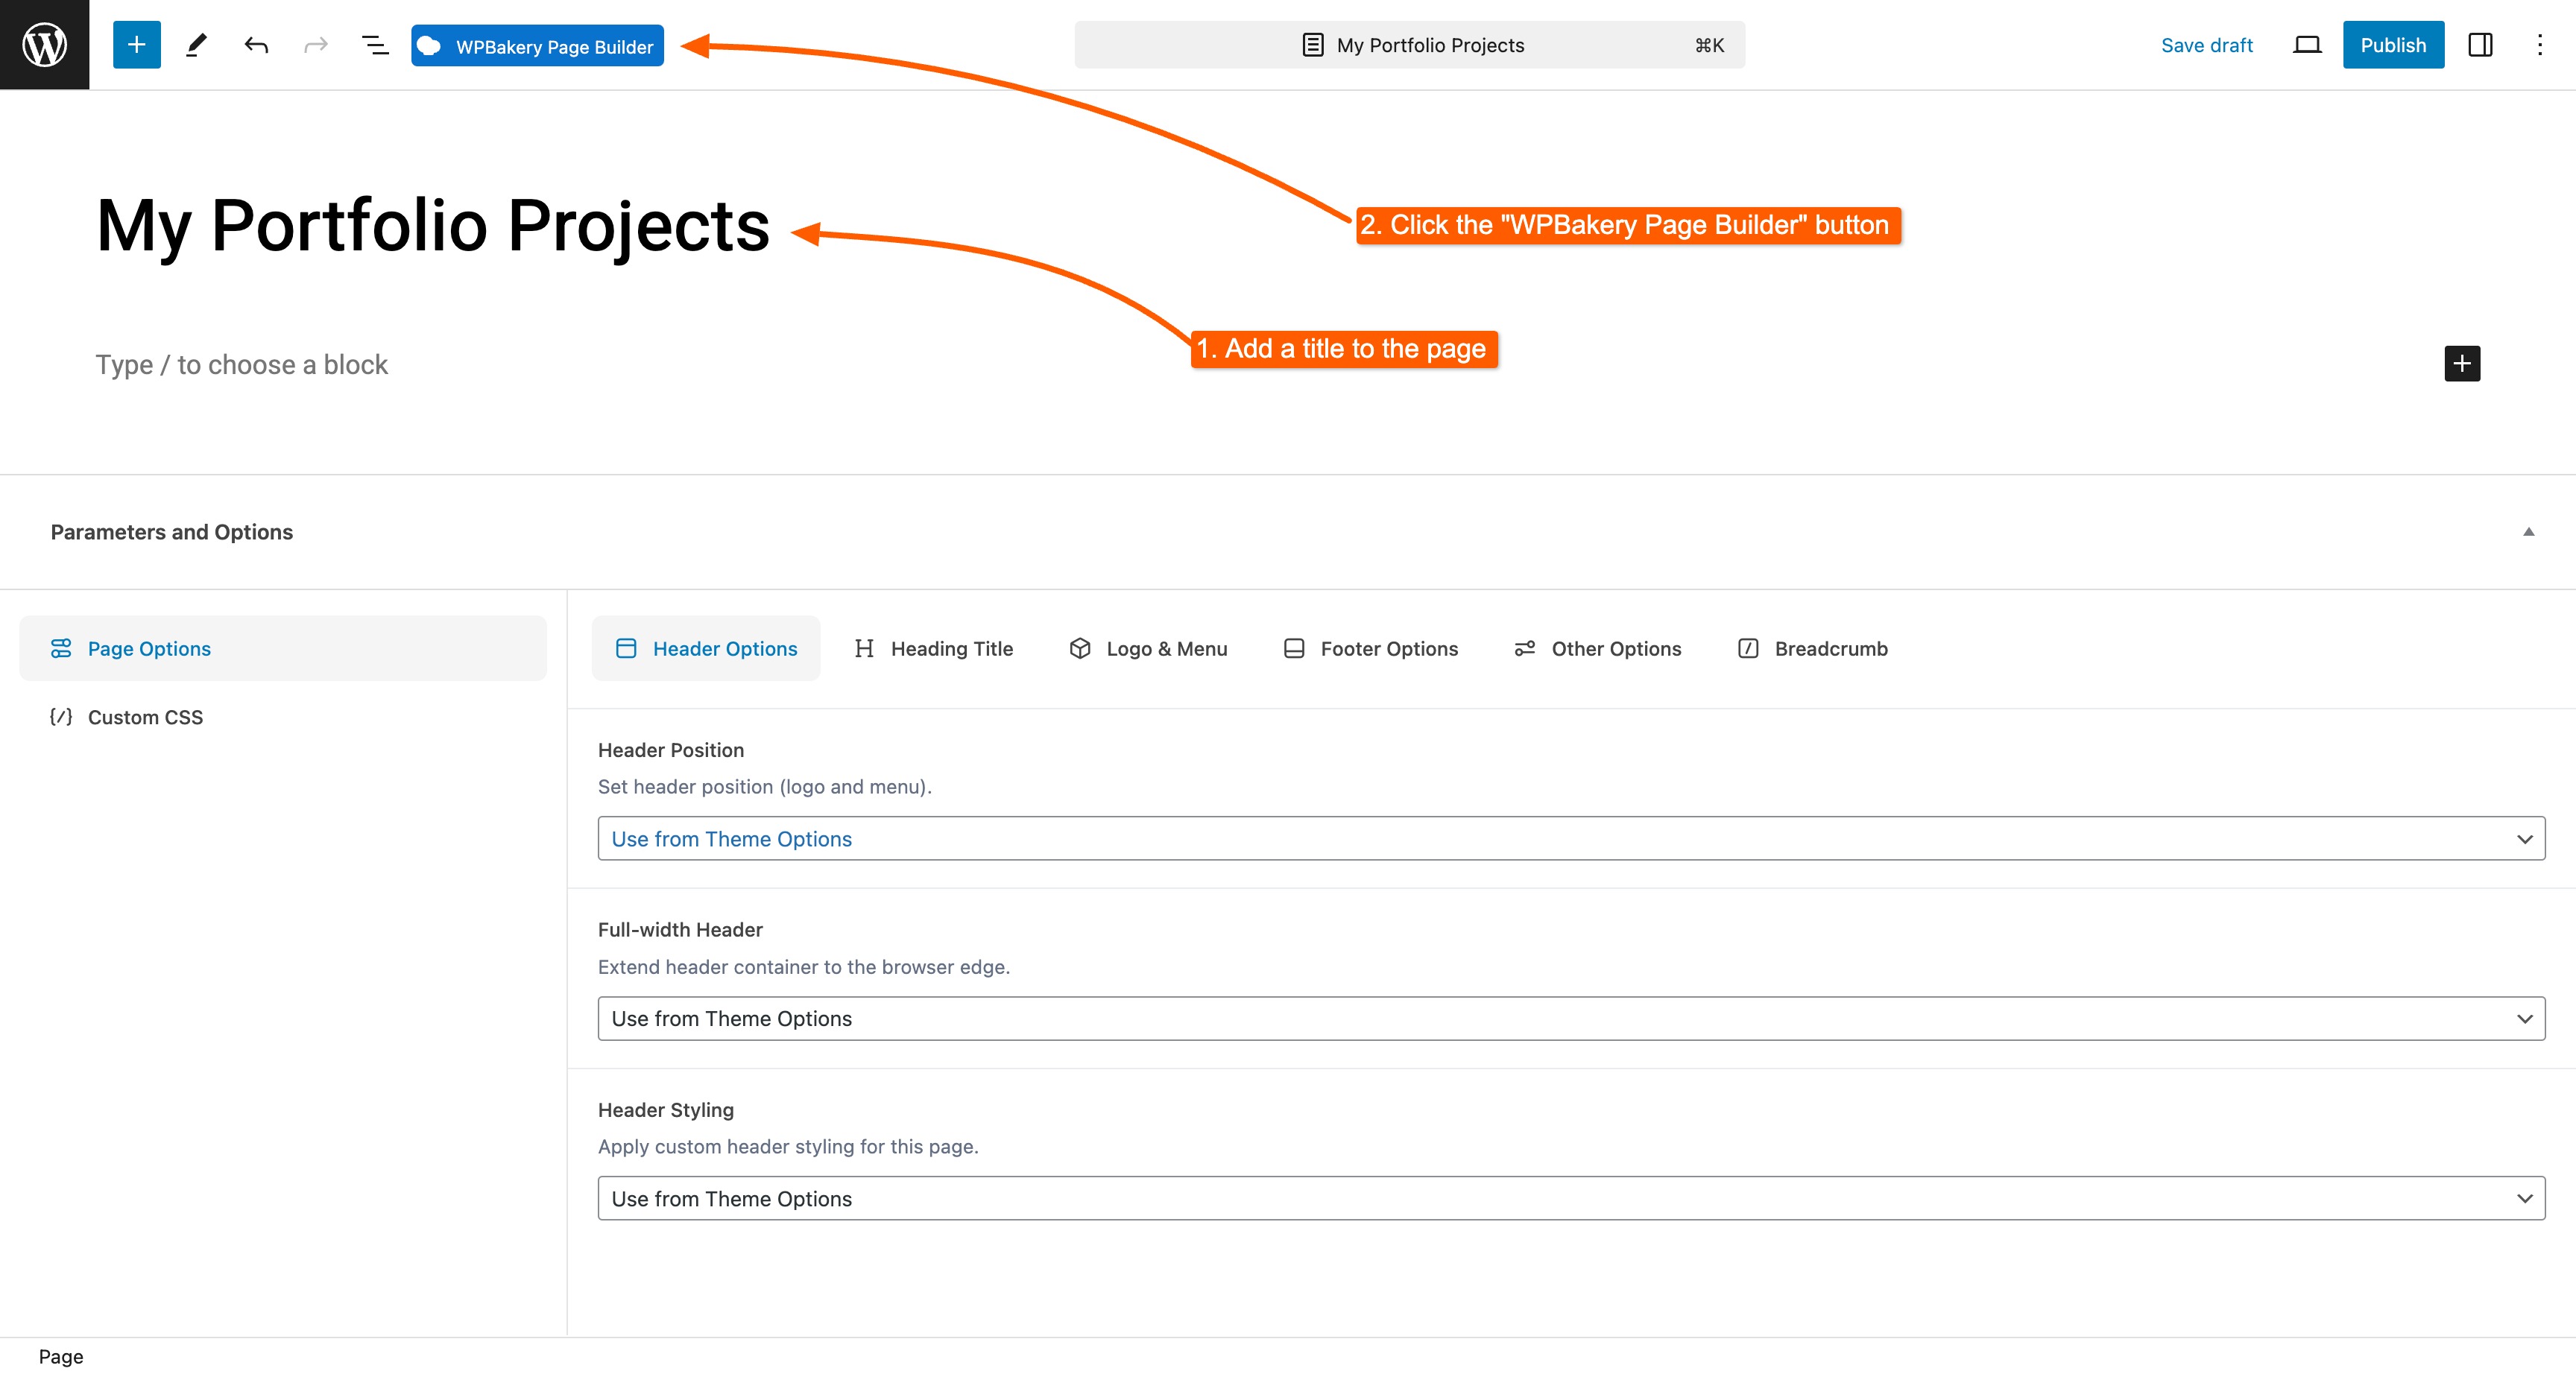 WPBakery Page Builder
My Portfolio Projects
⌘K
Save draft
Publish
My Portfolio Projects
2. Click the "WPBakery Page Builder" button
1. Add a title to the page
Type / to choose a block
Parameters and Options
Page Options
Custom CSS
Header Options
Heading Title
Logo & Menu
Footer Options
Other Options
Breadcrumb
Header Position
Set header position (logo and menu).
Use from Theme Options
Full-width Header
Extend header container to the browser edge.
Use from Theme Options
Header Styling
Apply custom header styling for this page.
Use from Theme Options
Page